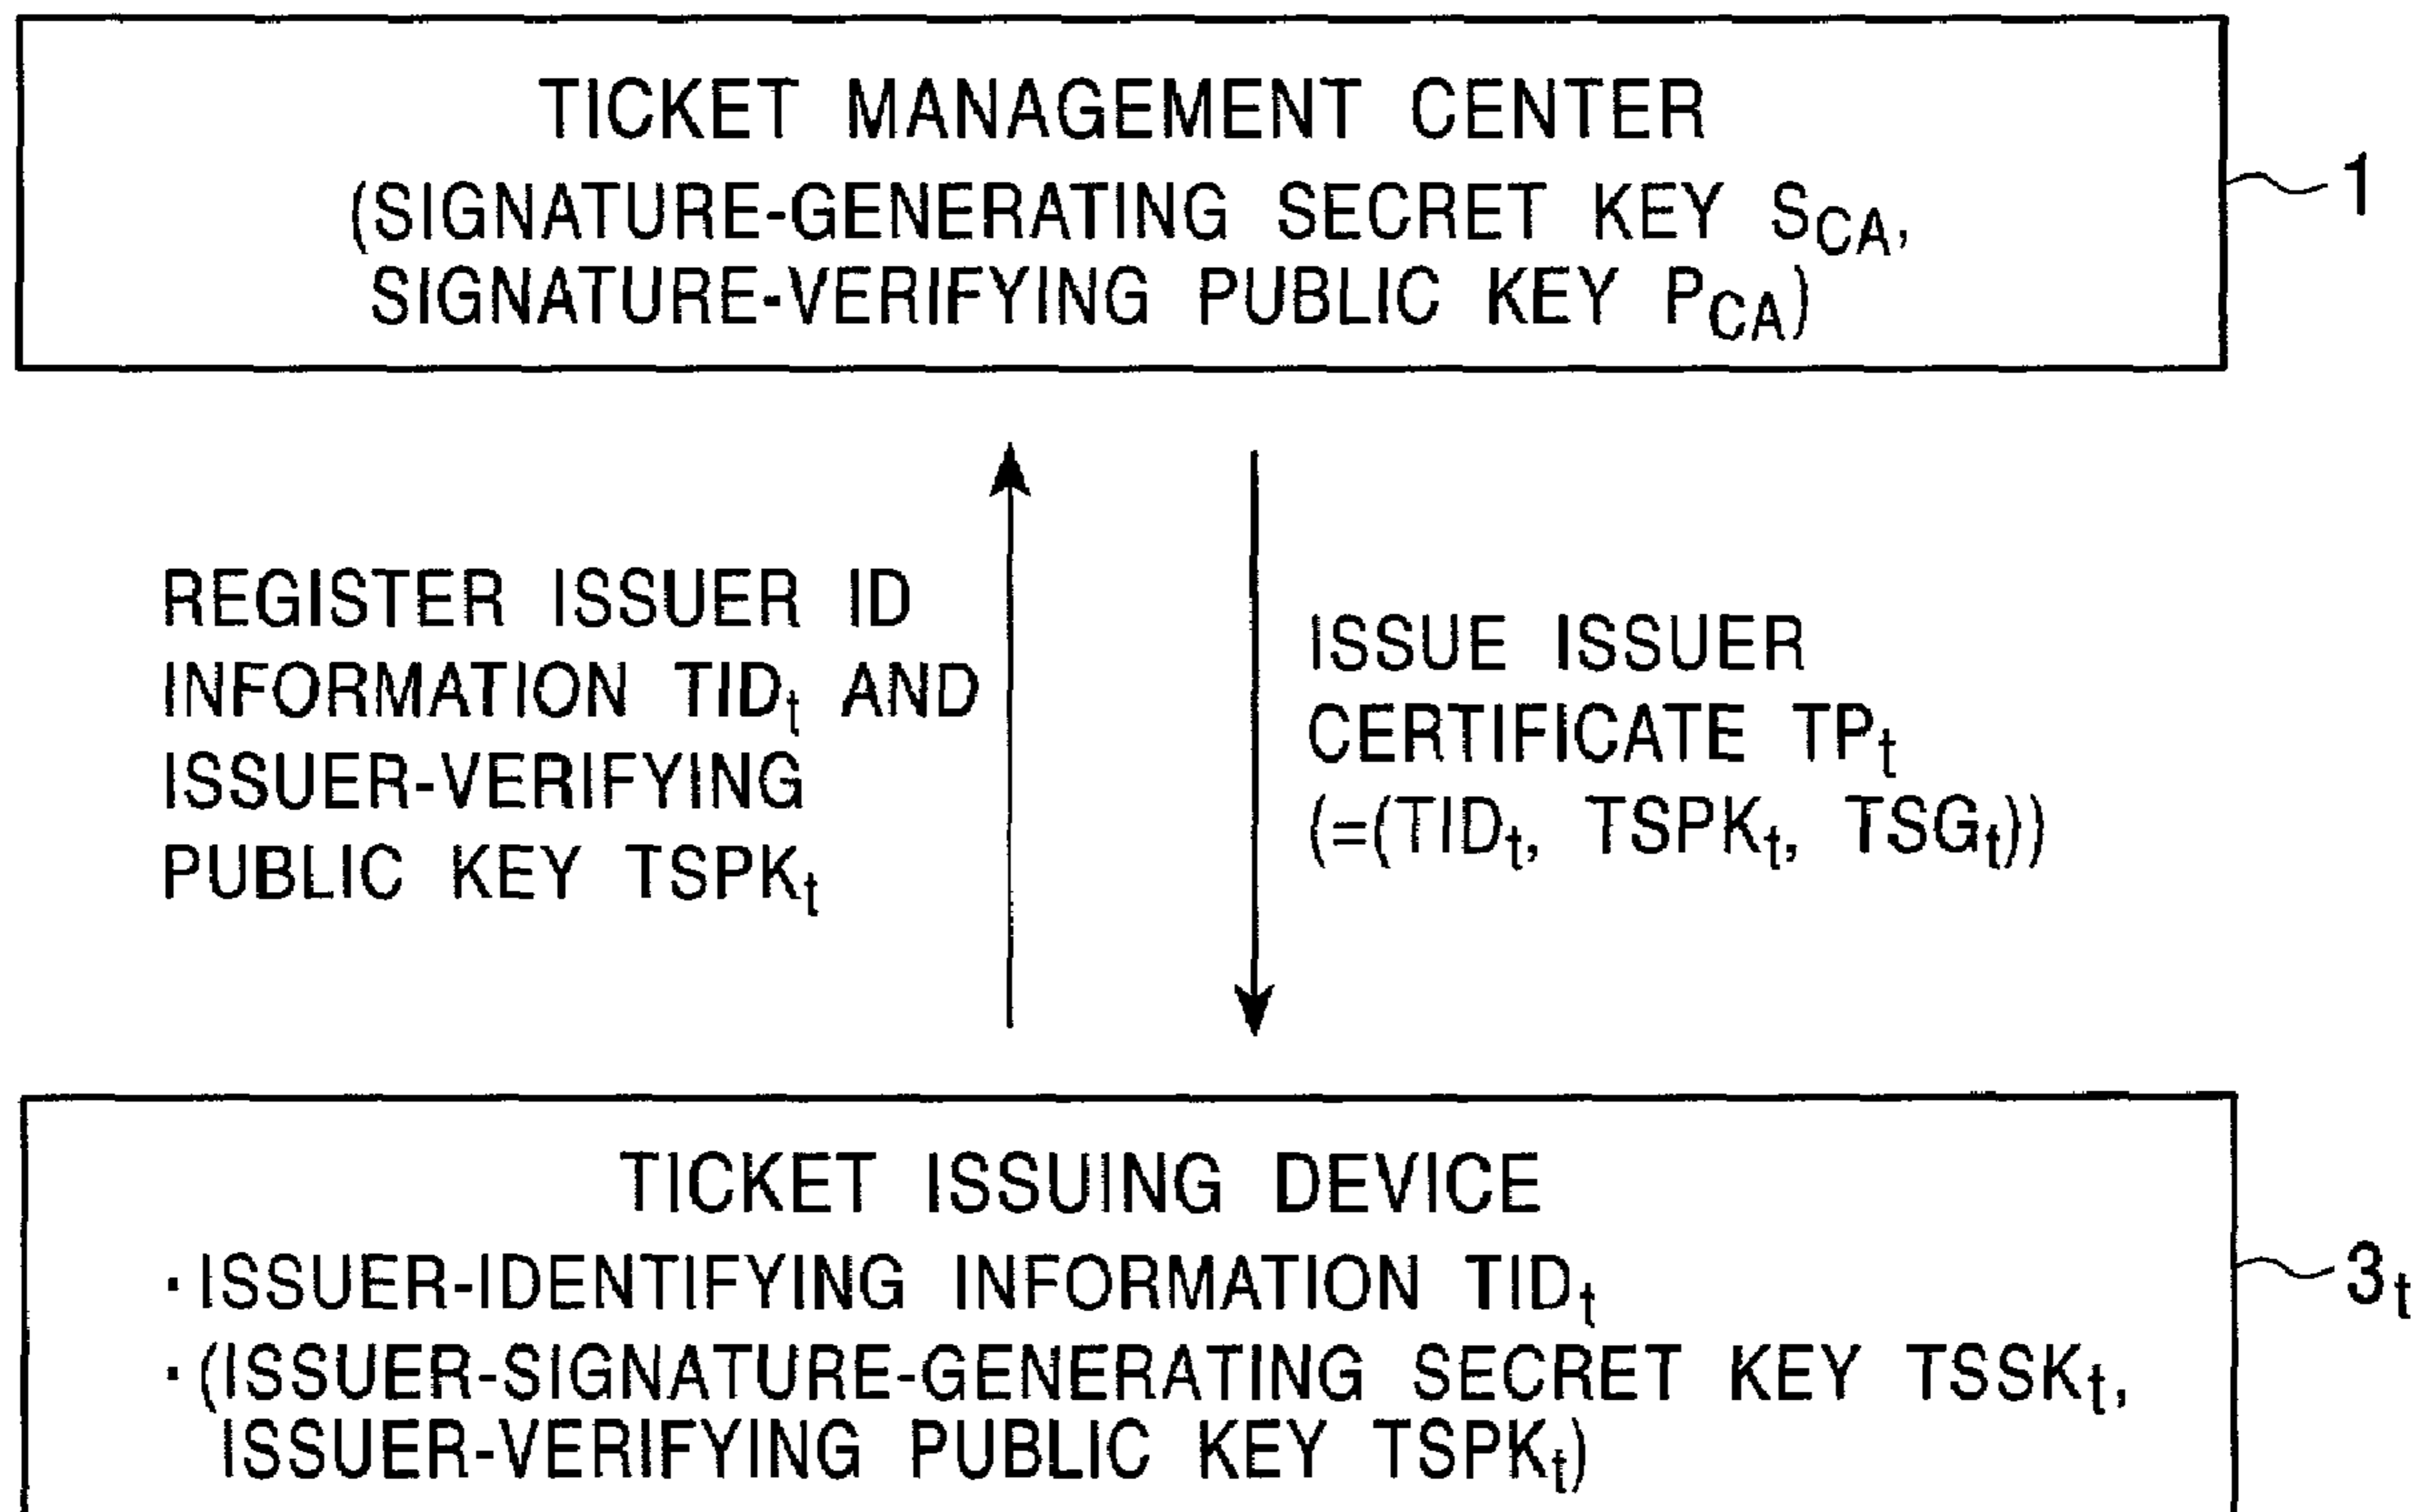 TICKET MANAGEMENT CENTER
(SIGNATURE-GENERATING SECRET KEY SCA,
SIGNATURE-VERIFYING PUBLIC KEY PCA)
1
REGISTER ISSUER ID
INFORMATION TIDt AND
ISSUER-VERIFYING
PUBLIC KEY TSPKt
ISSUE ISSUER
CERTIFICATE TPt
(=(TIDt, TSPKt, TSGt))
TICKET ISSUING DEVICE
·ISSUER-IDENTIFYING INFORMATION TIDt
·(ISSUER-SIGNATURE-GENERATING SECRET KEY TSSKt,
ISSUER-VERIFYING PUBLIC KEY TSPKt)
3t